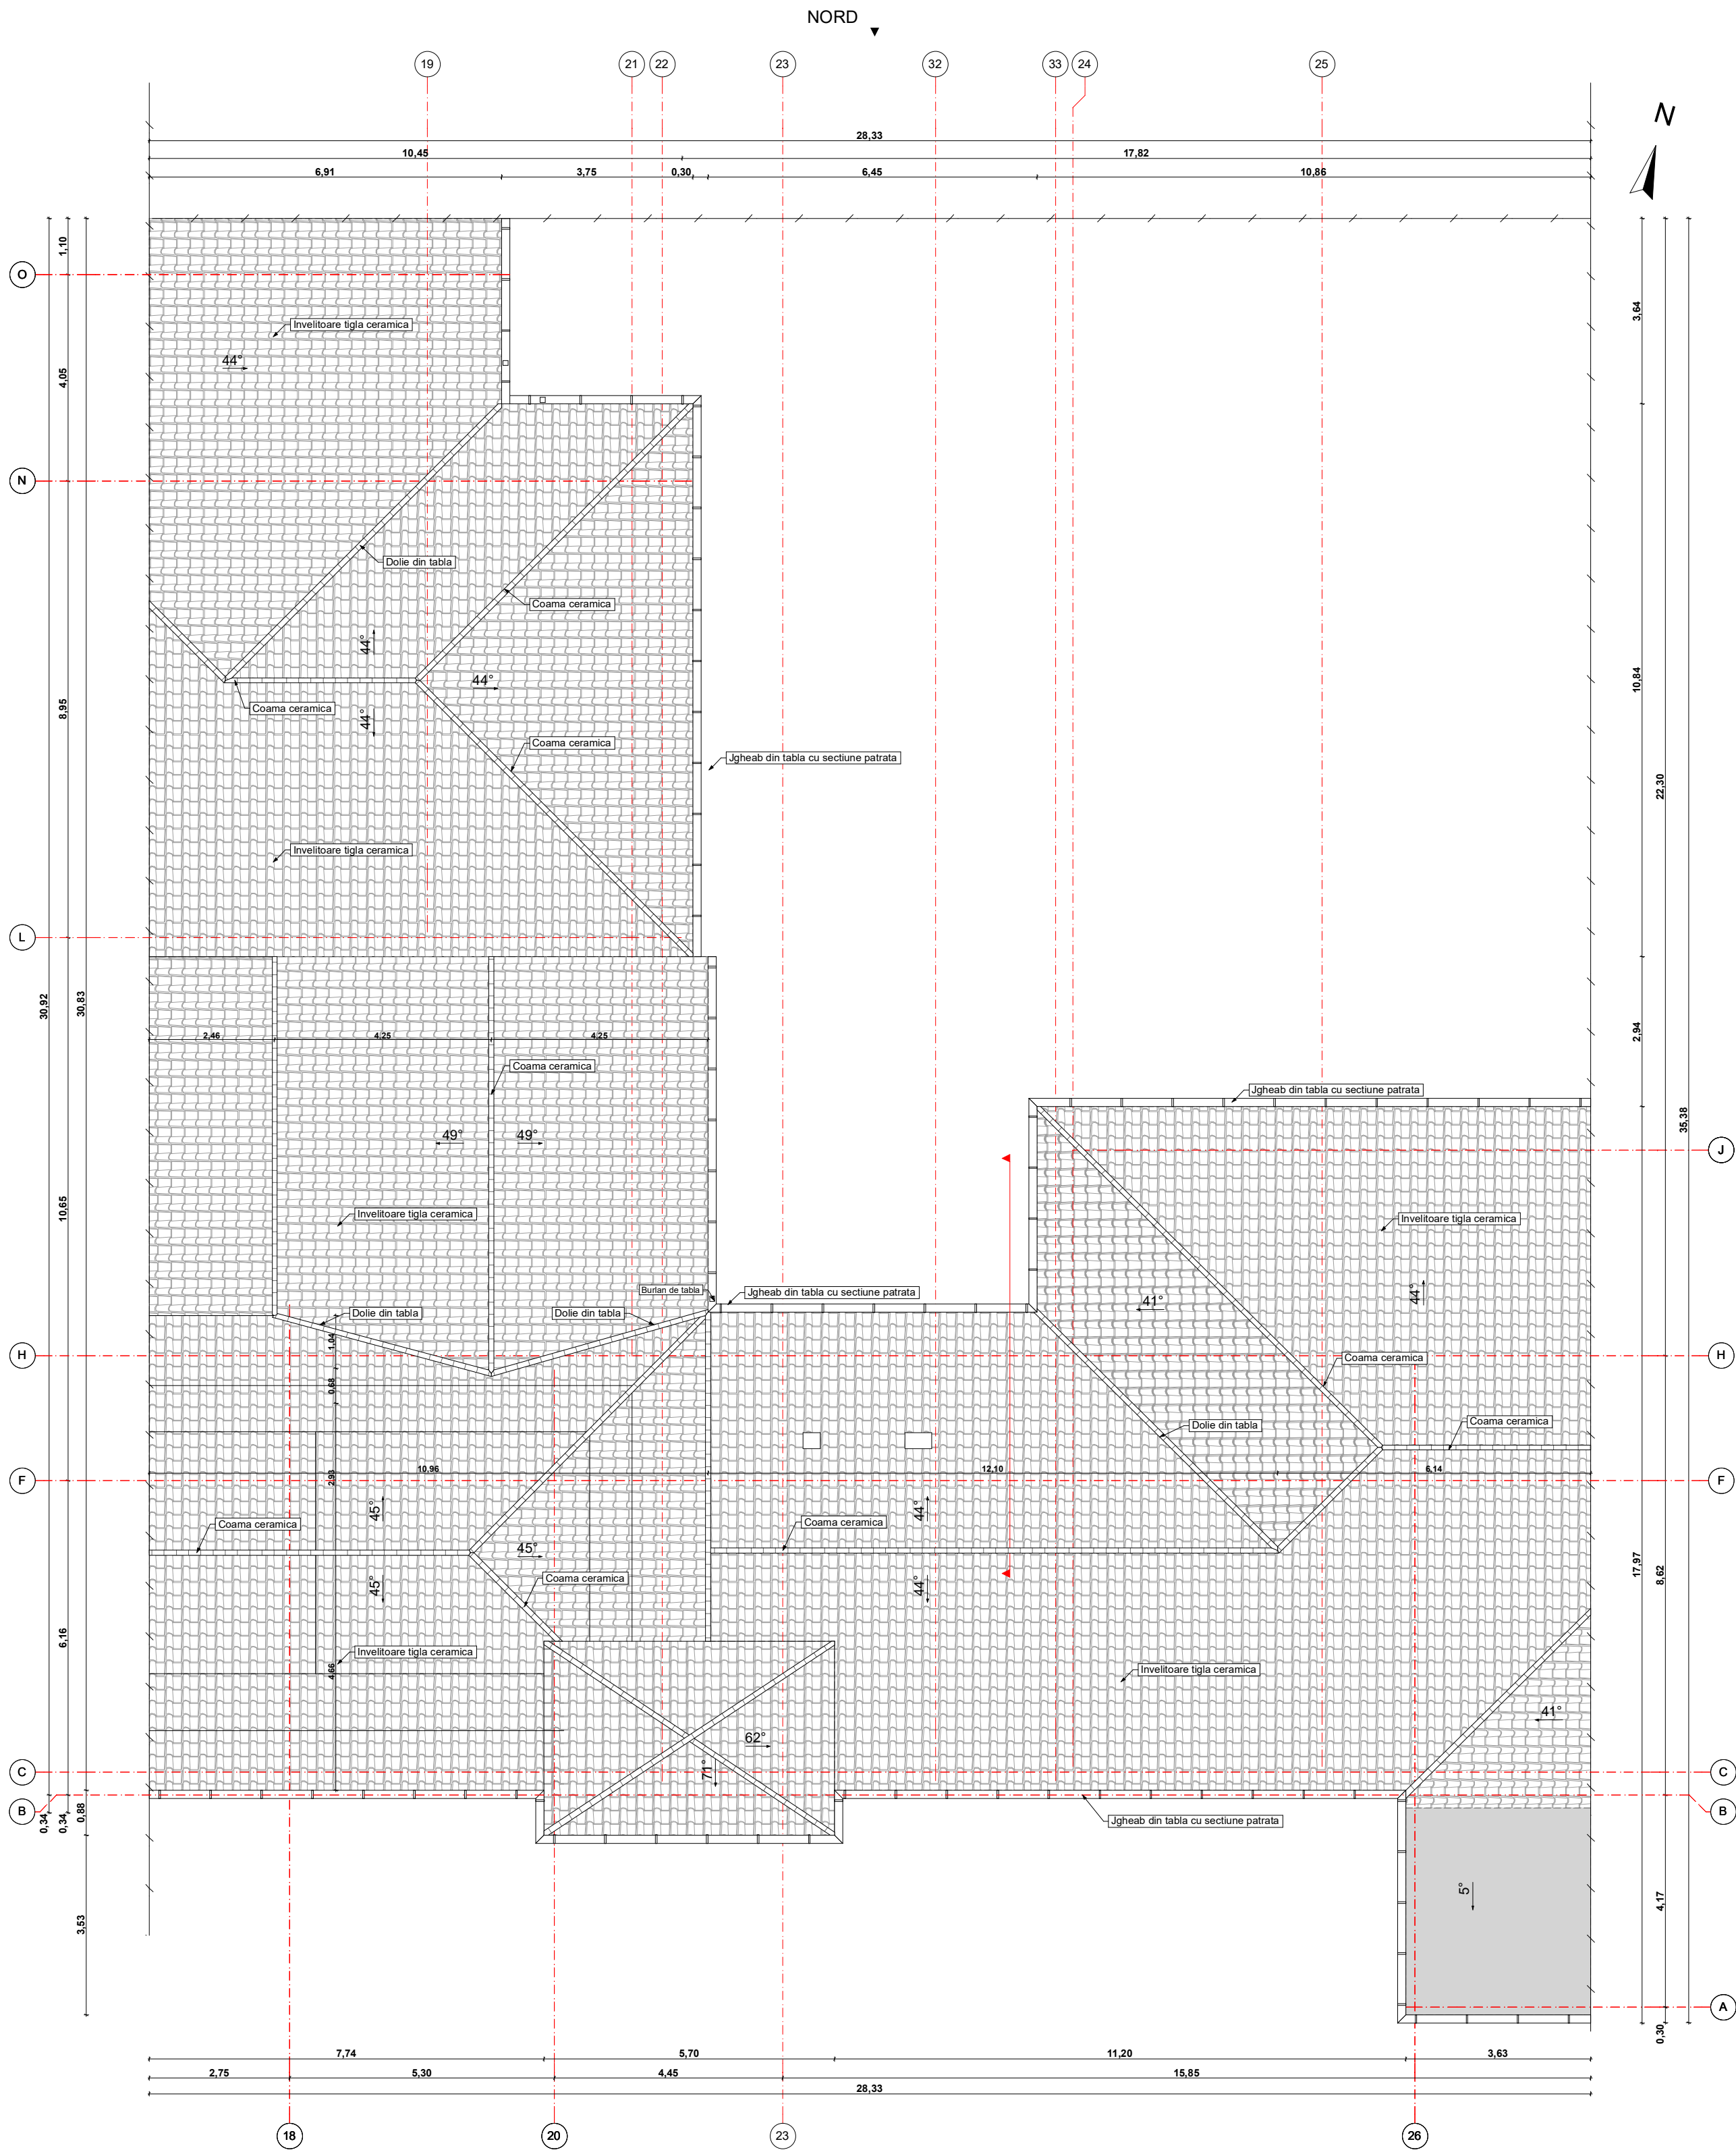 NORD
19
21
22
23
32
33
24
25
N
28,33
10,45
17,82
6,91
3,75
0,30
6,45
10,86
1,10
O
Invelitoare tigla ceramica
3,64
44°
4,05
N
Dolie din tabla
Coama ceramica
44°
44°
10,84
Coama ceramica
8,95
44°
Coama ceramica
Jgheab din tabla cu sectiune patrata
22,30
Invelitoare tigla ceramica
L
30,92
30,83
2,46
4,25
4,25
2,94
Coama ceramica
Jgheab din tabla cu sectiune patrata
35,38
49°
49°
J
10,65
Invelitoare tigla ceramica
Invelitoare tigla ceramica
Burlan de tabla
Jgheab din tabla cu sectiune patrata
44°
41°
Dolie din tabla
Dolie din tabla
1,04
H
Coama ceramica
H
0,68
Coama ceramica
Dolie din tabla
10,96
2,93
12,10
6,14
F
F
45°
44°
Coama ceramica
Coama ceramica
45°
17,97
8,62
45°
Coama ceramica
44°
6,16
Invelitoare tigla ceramica
4,66
Invelitoare tigla ceramica
41°
62°
71°
C
C
B
0,34
0,34
0,88
Jgheab din tabla cu sectiune patrata
B
5°
4,17
3,53
A
0,30
7,74
5,70
11,20
3,63
2,75
5,30
4,45
15,85
28,33
18
20
23
26